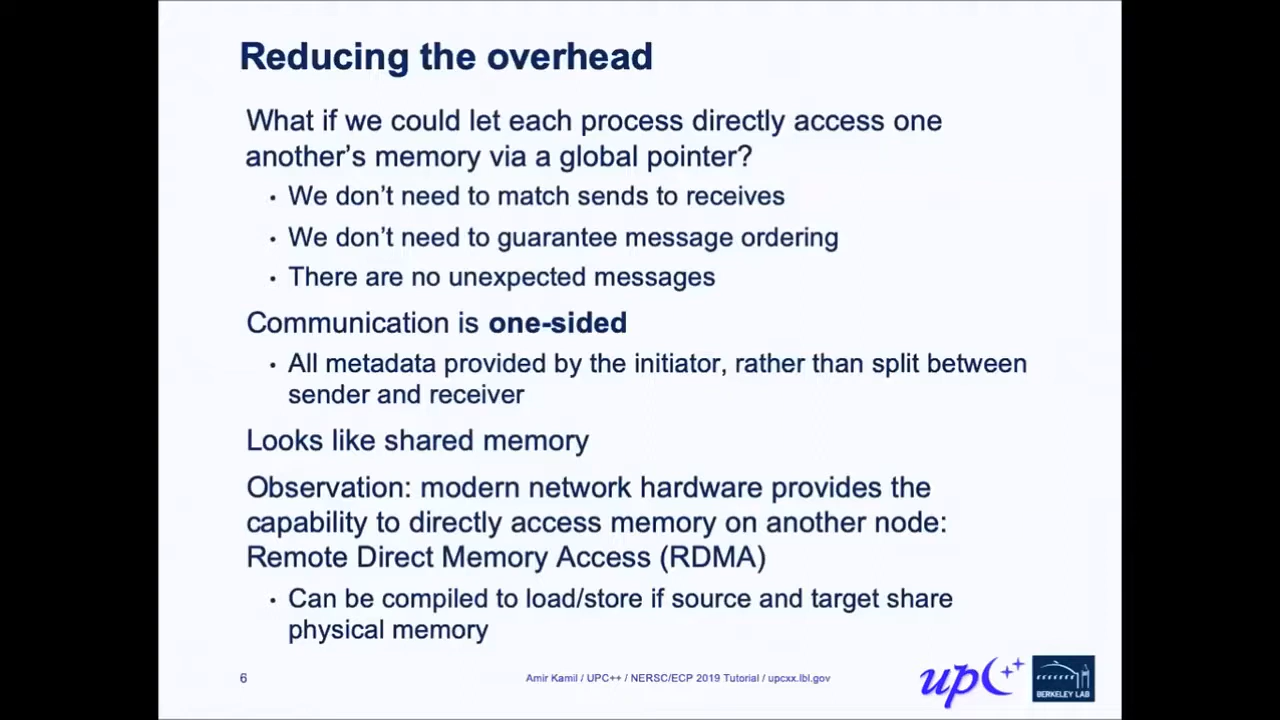 Reducing the overhead
What if we could let each process directly access one
another's memory via a global pointer?
• We don't need to match sends to receives
• We don't need to guarantee message ordering
• There are no unexpected messages
Communication is one-sided
• All metadata provided by the initiator, rather than split between
sender and receiver
Looks like shared memory
Observation: modern network hardware provides the
capability to directly access memory on another node:
Remote Direct Memory Access (RDMA)
• Can be compiled to load/store if source and target share
physical memory
6
Amir Kamil / UPC++ / NERSC/ECP 2019 Tutorial / upcxx.lbl.gov
upC++
BERKELEY LAB